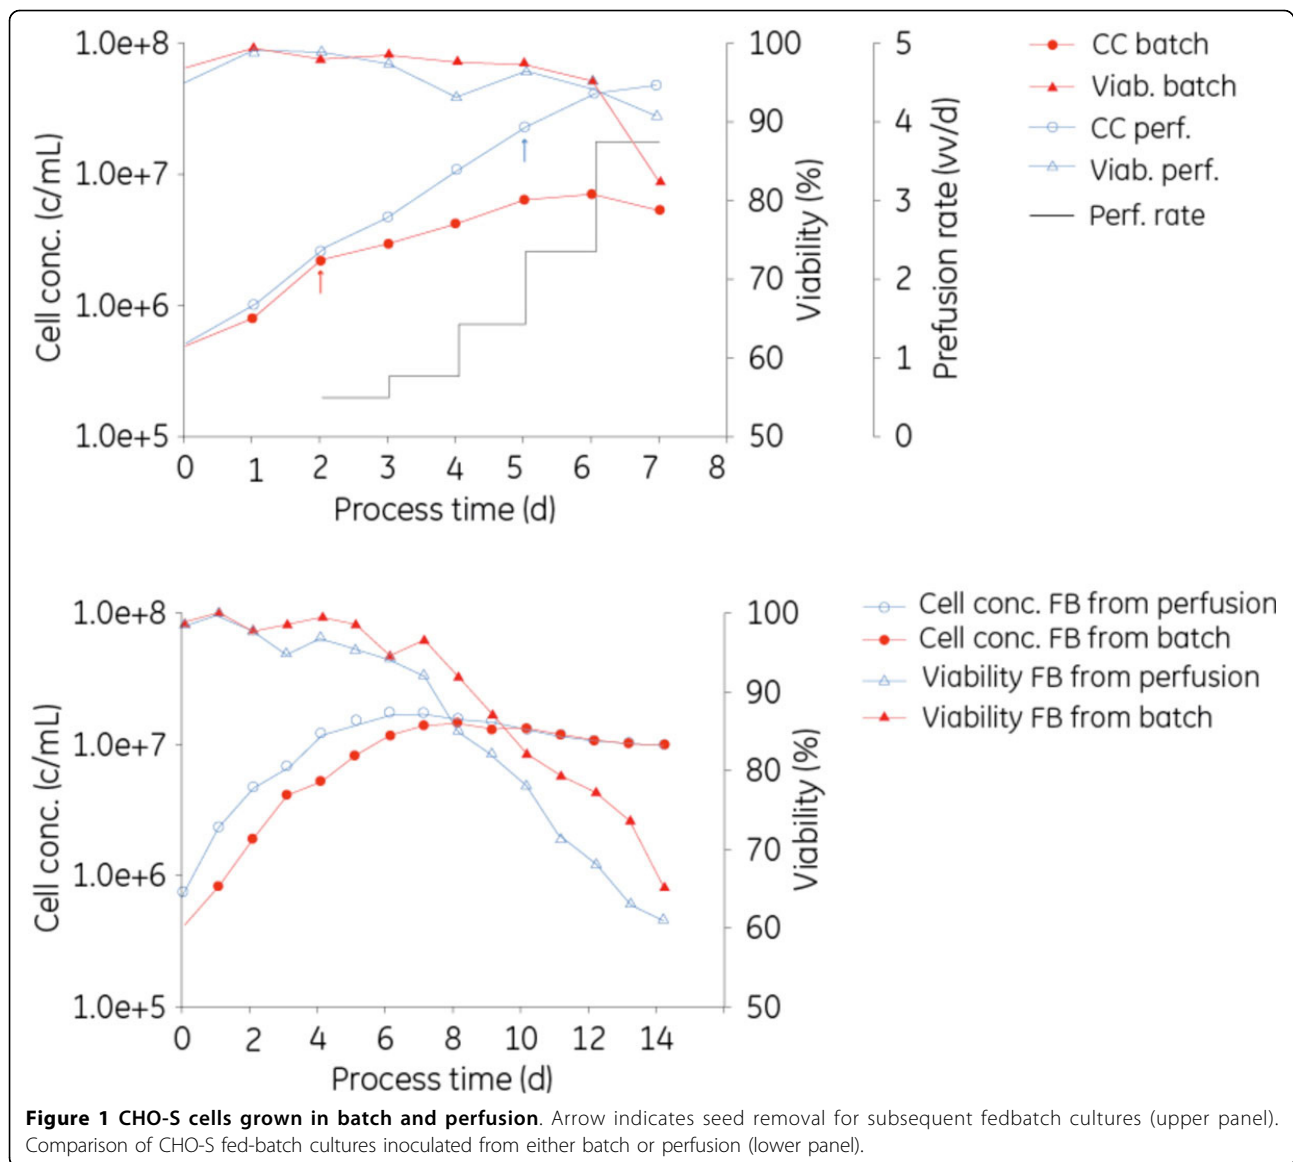 1.0e+8
1.0e+7
1.0e+6
1.0e+5
Cell conc. (c/mL)
0 1 2 3 4 5 6 7 8
Process time (d)
100
90
80
70
60
50
Viability (%)
5
4
3
2
1
0
Prefusion rate (vv/d)
CC batch
Viab. batch
CC perf.
Viab. perf.
Perf. rate
1.0e+8
1.0e+7
1.0e+6
1.0e+5
Cell conc. (c/mL)
0 2 4 6 8 10 12 14
Process time (d)
100
90
80
70
60
50
Viability (%)
Cell conc. FB from perfusion
Cell conc. FB from batch
Viability FB from perfusion
Viability FB from batch
Figure 1 CHO-S cells grown in batch and perfusion. Arrow indicates seed removal for subsequent fedbatch cultures (upper panel).
Comparison of CHO-S fed-batch cultures inoculated from either batch or perfusion (lower panel).